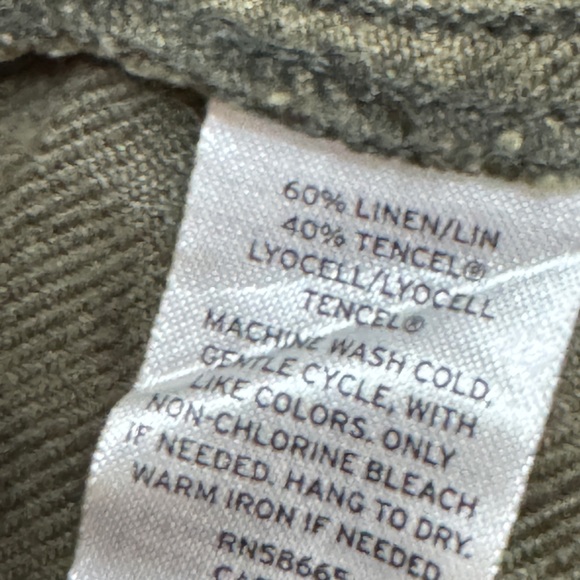 60% LINEN/LIN
40% TENCEL®
LYOCELL/LYOCELL
TENCEL®
MACHINE WASH COLD,
GENTLE CYCLE, WITH
LIKE COLORS. ONLY
NON-CHLORINE BLEACH
IF NEEDED. HANG TO DRY.
WARM IRON IF NEEDED
RN58665